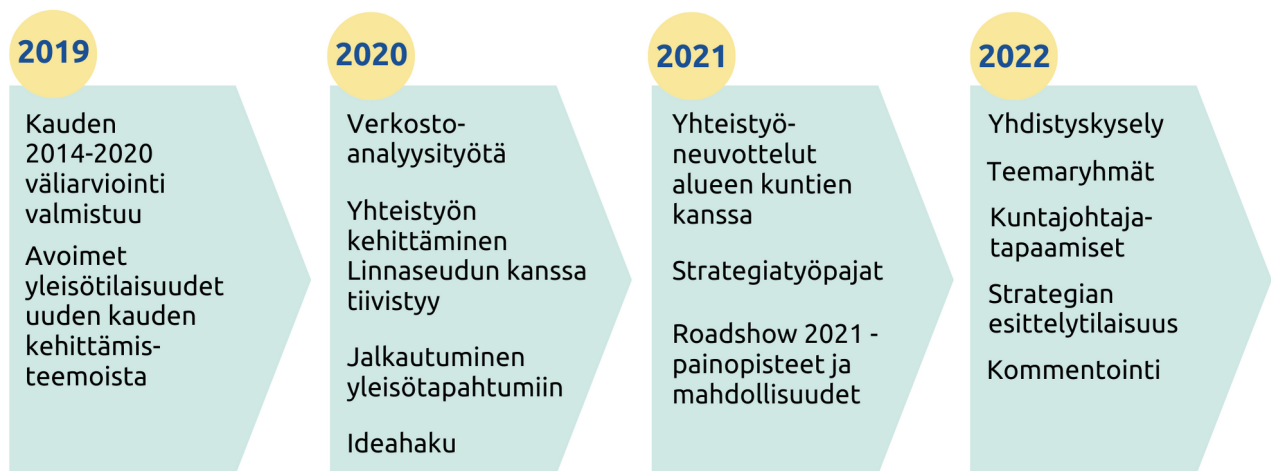 2019
Kauden
2014-2020
väliarviointi
valmistuu
Avoimet
yleisötilaisuudet
uuden kauden
kehittämis-
teemoista
2020
Verkosto-
analyysityötä
Yhteistyön
kehittäminen
Linnaseudun kanssa
tiivistyy
Jalkautuminen
yleisötapahtumiin
Ideahaku
2021
Yhteistyö-
neuvottelut
alueen kuntien
kanssa
Strategiatyöpajat
Roadshow 2021 -
painopisteet ja
mahdollisuudet
2022
Yhdistyskysely
Teemaryhmät
Kuntajohtaja-
tapaamiset
Strategian
esittelytilaisuus
Kommentointi